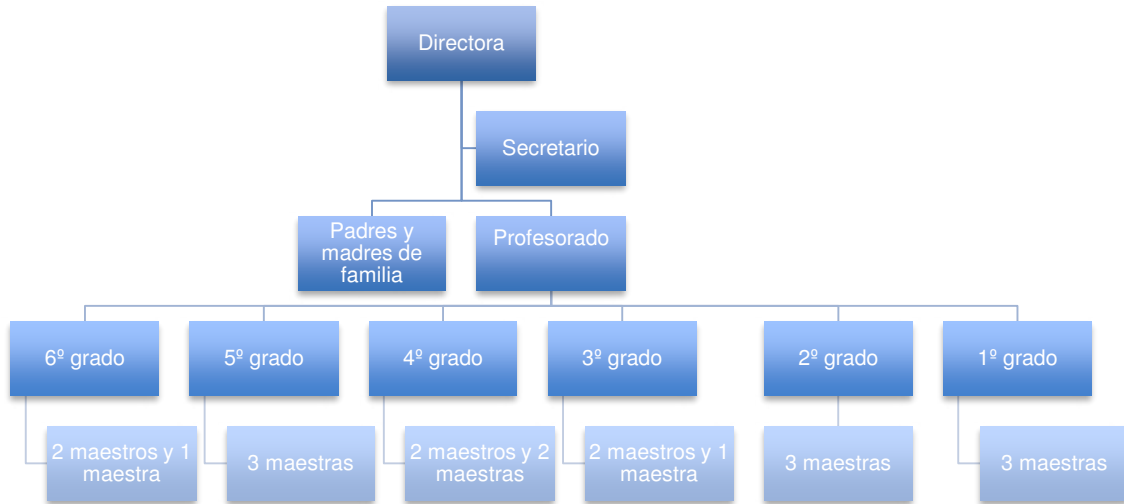 Directora
Secretario
Padres y
madres de
familia
Profesorado
6º grado
5º grado
4º grado
3º grado
2º grado
1º grado
2 maestros y 1
maestra
3 maestras
2 maestros y 2
maestras
2 maestros y 1
maestra
3 maestras
3 maestras